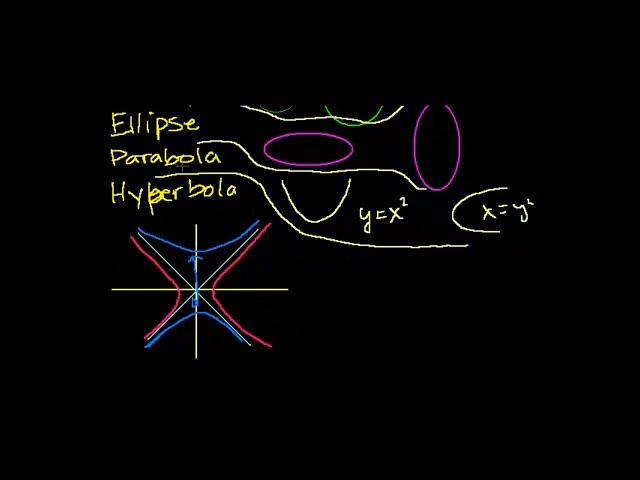 Ellipse
Parabola
Hyperbola
y=x²
x=y²